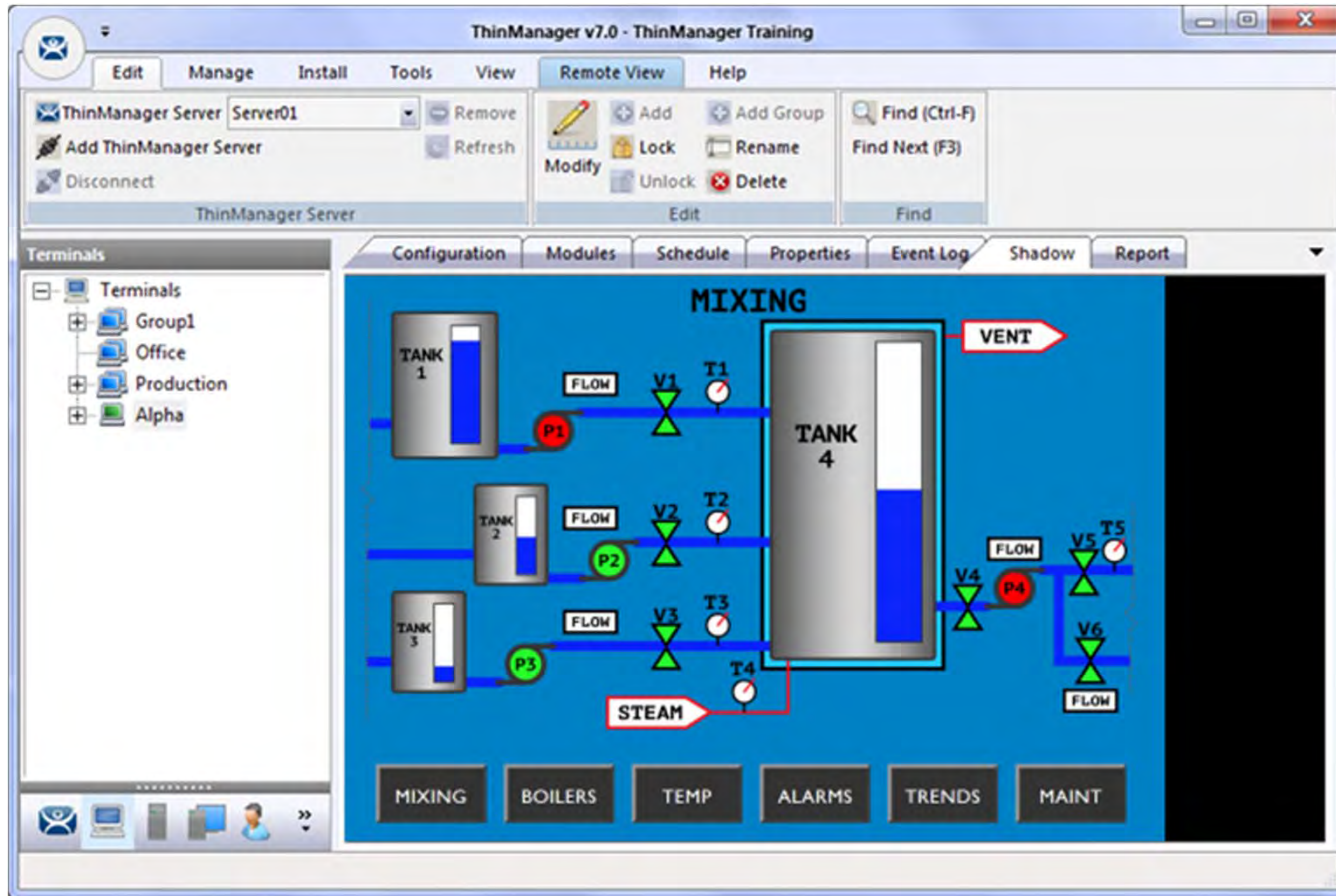 ThinManager v7.0 - ThinManager Training
Edit Manage Install Tools View Remote View Help
ThinManager Server Server01 Remove
Add ThinManager Server Refresh
Disconnect
ThinManager Server
Modify
Add Add Group
Lock Rename
Unlock Delete
Edit
Find (Ctrl-F)
Find Next (F3)
Find
Terminals
Terminals
Group1
Office
Production
Alpha
Configuration Modules Schedule Properties Event Log Shadow Report
MIXING
VENT
TANK
1
FLOW
V1
T1
P1
TANK
4
TANK
2
FLOW
V2
T2
P2
TANK
3
FLOW
V3
T3
P3
T4
STEAM
V4
FLOW
P4
V5
T5
V6
FLOW
MIXING BOILERS TEMP ALARMS TRENDS MAINT